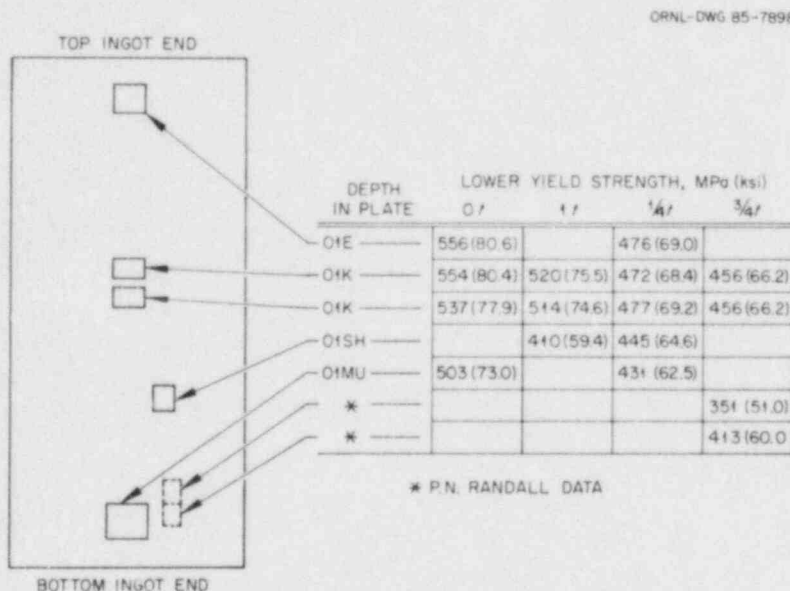 ORNL-DWG 85-7898
TOP INGOT END
DEPTH IN PLATE
LOWER YIELD STRENGTH, MPa (ksi)
0t 1t 1/4t 3/4t
01E 556(80.6) 476(69.0)
01K 554(80.4) 520(75.5) 472(68.4) 456(66.2)
01K 537(77.9) 514(74.6) 477(69.2) 456(66.2)
01SH 410(59.4) 445(64.6)
01MU 503(73.0) 431(62.5)
* 351(51.0)
* 413(60.0
* P.N. RANDALL DATA
BOTTOM INGOT END